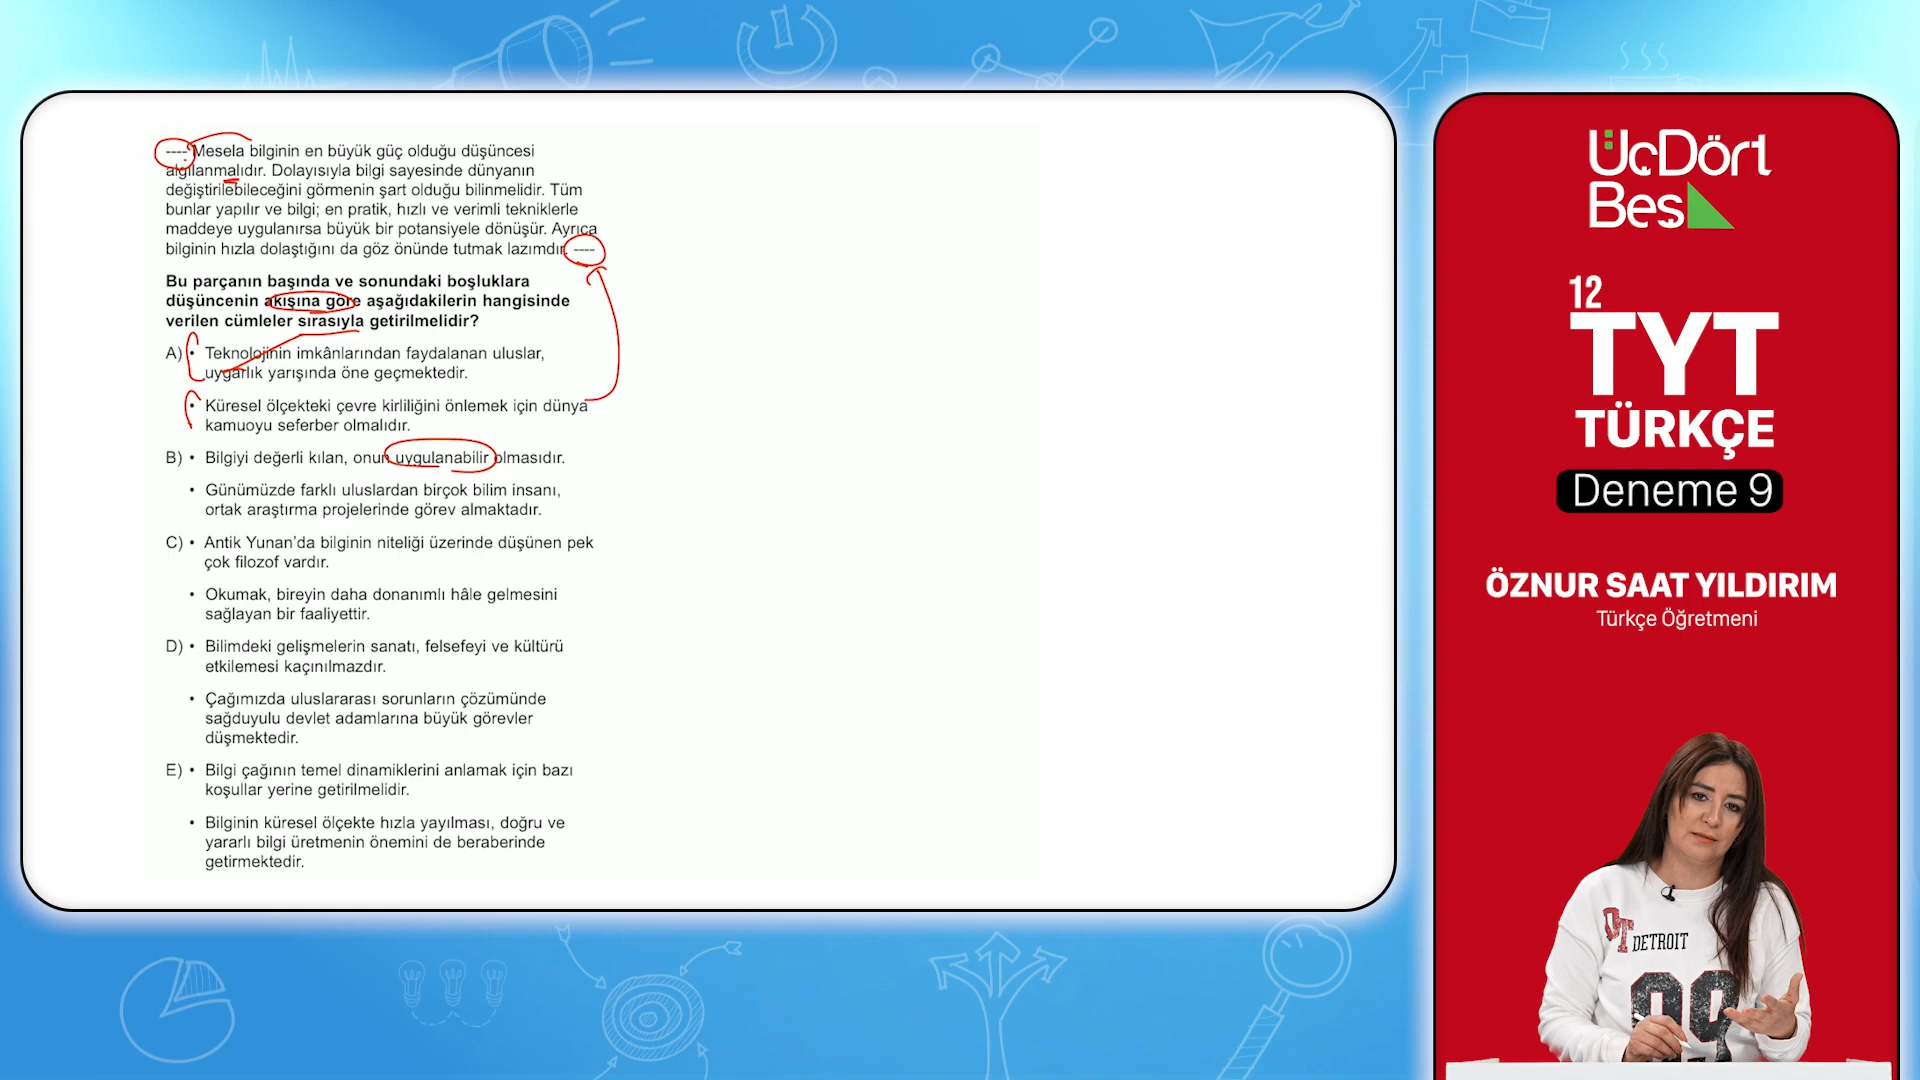 ---- Mesela bilginin en büyük güç olduğu düşüncesi
algılanmalıdır. Dolayısıyla bilgi sayesinde dünyanın
değiştirilebileceğini görmenin şart olduğu bilinmelidir. Tüm
bunlar yapılır ve bilgi; en pratik, hızlı ve verimli tekniklerle
maddeye uygulanırsa büyük bir potansiyele dönüşür. Ayrıca
bilginin hızla dolaştığını da göz önünde tutmak lazımdır. ----
Bu parçanın başında ve sonundaki boşluklara
düşüncenin akışına göre aşağıdakilerin hangisinde
verilen cümleler sırasıyla getirilmelidir?
A) • Teknolojinin imkânlarından faydalanan uluslar,
uygarlık yarışında öne geçmektedir.
• Küresel ölçekteki çevre kirliliğini önlemek için dünya
kamuoyu seferber olmalıdır.
B) • Bilgiyi değerli kılan, onun uygulanabilir olmasıdır.
• Günümüzde farklı uluslardan birçok bilim insanı,
ortak araştırma projelerinde görev almaktadır.
C) • Antik Yunan'da bilginin niteliği üzerinde düşünen pek
çok filozof vardır.
• Okumak, bireyin daha donanımlı hâle gelmesini
sağlayan bir faaliyettir.
D) • Bilimdeki gelişmelerin sanatı, felsefeyi ve kültürü
etkilemesi kaçınılmazdır.
• Çağımızda uluslararası sorunların çözümünde
sağduyulu devlet adamlarına büyük görevler
düşmektedir.
E) • Bilgi çağının temel dinamiklerini anlamak için bazı
koşullar yerine getirilmelidir.
• Bilginin küresel ölçekte hızla yayılması, doğru ve
yararlı bilgi üretmenin önemini de beraberinde
getirmektedir.
ÜçDört
Beş
12
TYT
TÜRKÇE
Deneme 9
ÖZNUR SAAT YILDIRIM
Türkçe Öğretmeni
DT DETROIT
99